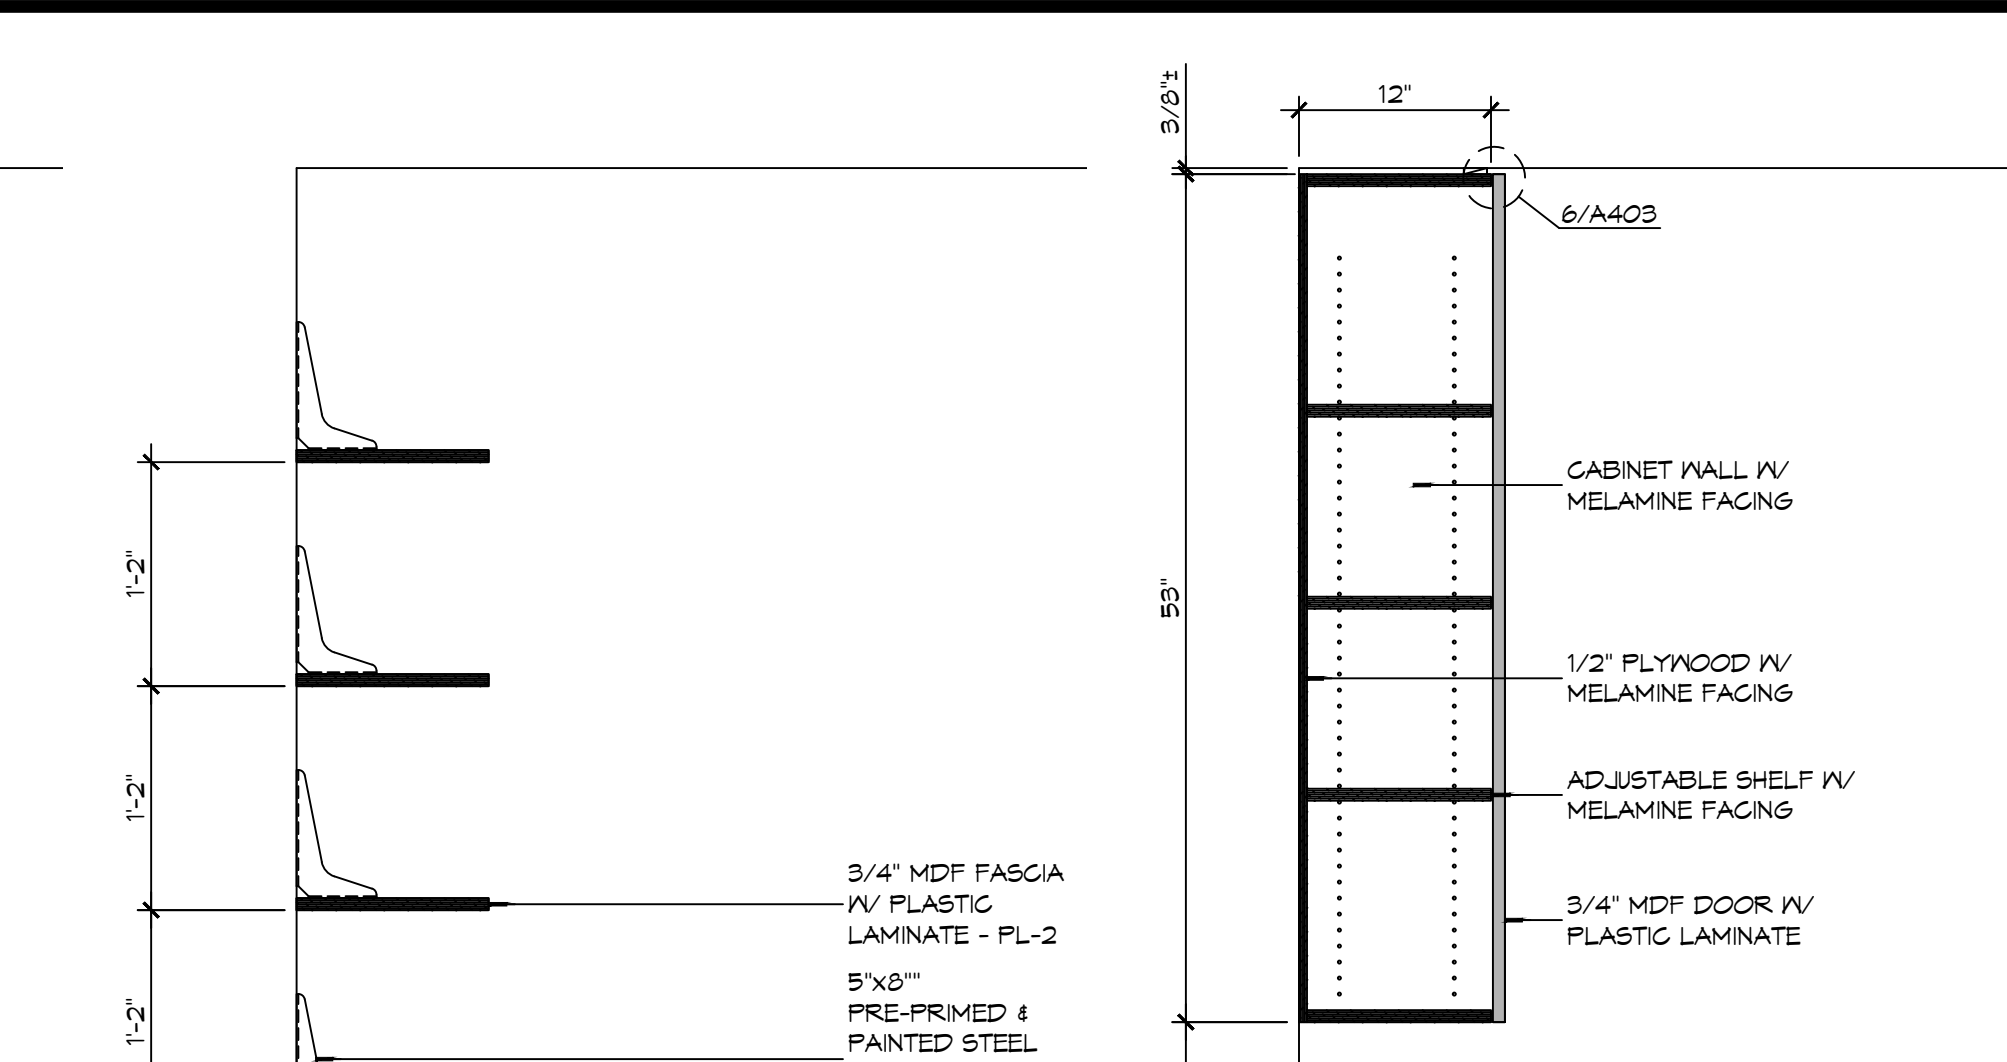 3/8"±
12"
6/A403
1'-2"
1'-2"
1'-2"
3/4" MDF FASCIA
W/ PLASTIC
LAMINATE - PL-2
5"x8""
PRE-PRIMED &
PAINTED STEEL
53"
CABINET WALL W/
MELAMINE FACING
1/2" PLYWOOD W/
MELAMINE FACING
ADJUSTABLE SHELF W/
MELAMINE FACING
3/4" MDF DOOR W/
PLASTIC LAMINATE